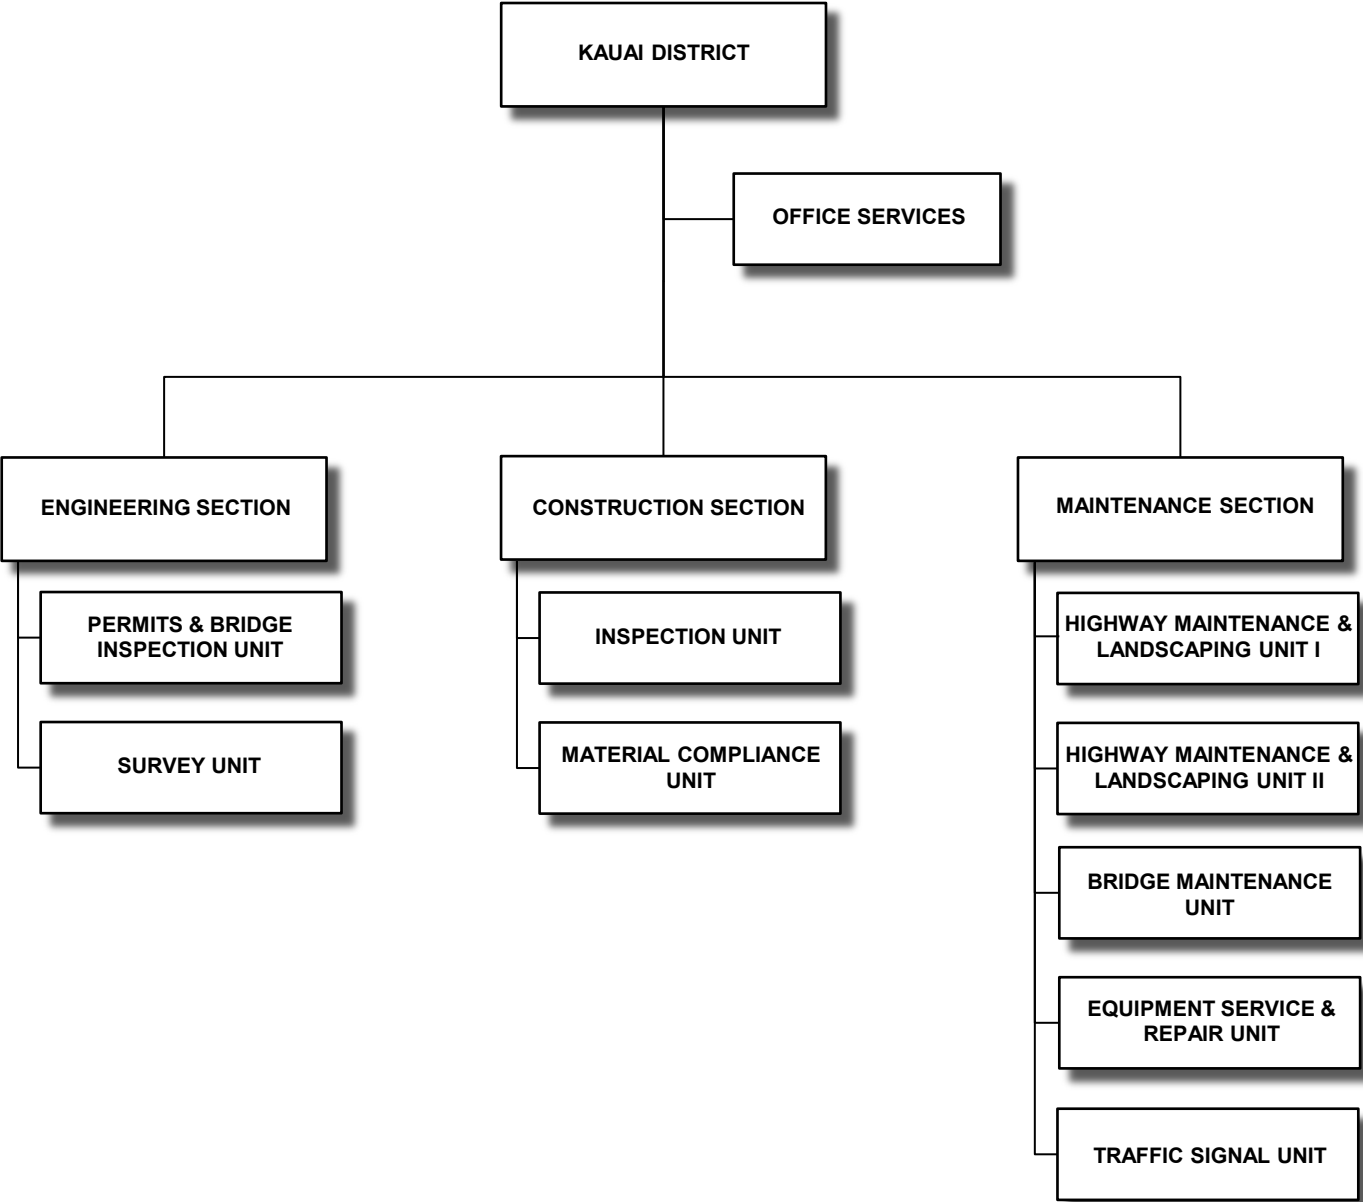 KAUAI DISTRICT
OFFICE SERVICES
ENGINEERING SECTION
PERMITS & BRIDGE
INSPECTION UNIT
SURVEY UNIT
CONSTRUCTION SECTION
INSPECTION UNIT
MATERIAL COMPLIANCE
UNIT
MAINTENANCE SECTION
HIGHWAY MAINTENANCE &
LANDSCAPING UNIT I
HIGHWAY MAINTENANCE &
LANDSCAPING UNIT II
BRIDGE MAINTENANCE
UNIT
EQUIPMENT SERVICE &
REPAIR UNIT
TRAFFIC SIGNAL UNIT